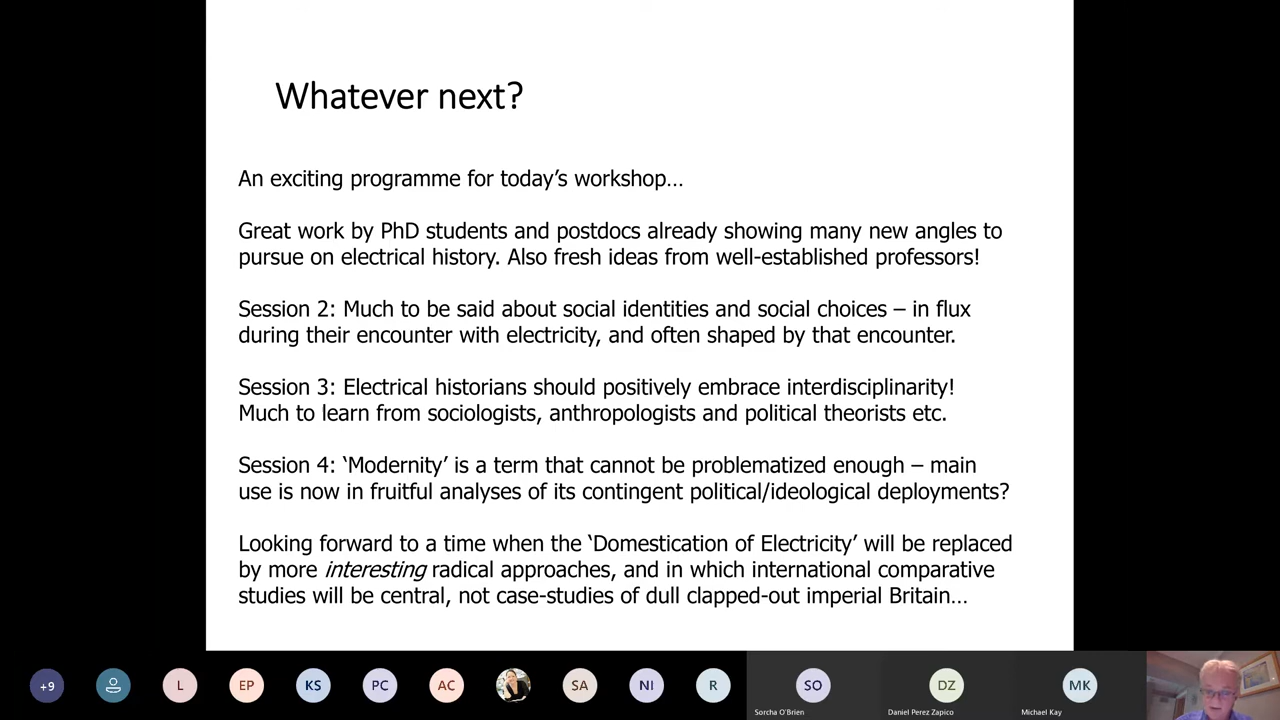 Whatever next?
An exciting programme for today’s workshop...
Great work by PhD students and postdocs already showing many new angles to
pursue on electrical history. Also fresh ideas from well-established professors!
Session 2: Much to be said about social identities and social choices – in flux
during their encounter with electricity, and often shaped by that encounter.
Session 3: Electrical historians should positively embrace interdisciplinarity!
Much to learn from sociologists, anthropologists and political theorists etc.
Session 4: ‘Modernity’ is a term that cannot be problematized enough – main
use is now in fruitful analyses of its contingent political/ideological deployments?
Looking forward to a time when the ‘Domestication of Electricity’ will be replaced
by more interesting radical approaches, and in which international comparative
studies will be central, not case-studies of dull clapped-out imperial Britain...
+9 L EP KS PC AC SA NI R SO DZ MK
Sorcha O'Brien Daniel Perez Zapico Michael Kay